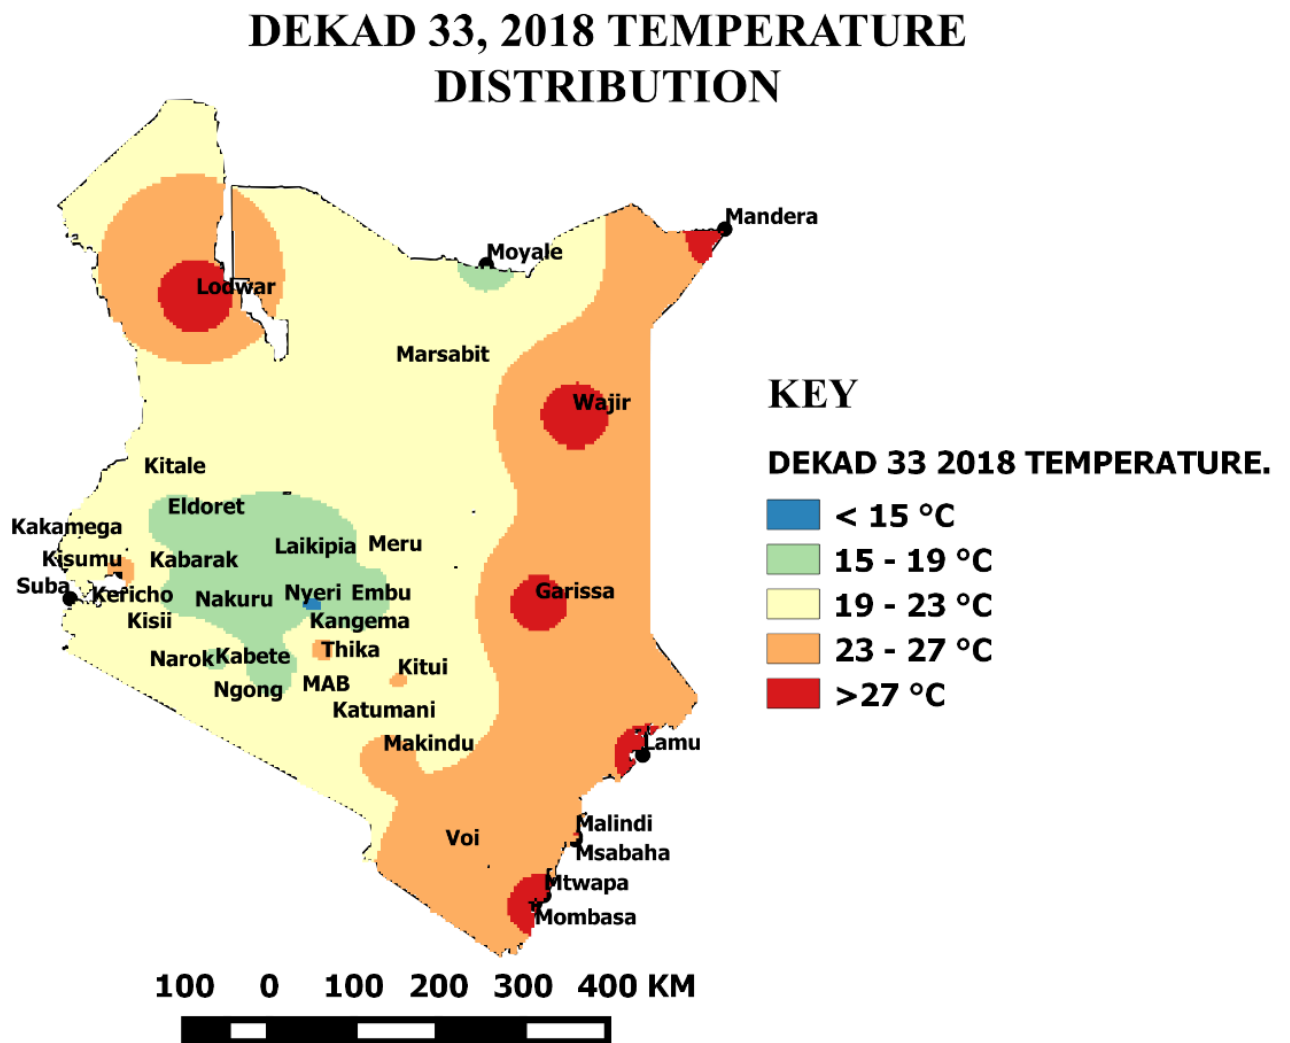 DEKAD 33, 2018 TEMPERATURE
DISTRIBUTION
Mandera
Moyale
Lodwar
Marsabit
KEY
Wajir
DEKAD 33 2018 TEMPERATURE.
Kitale
Eldoret
< 15 °C
Kakamega
Laikipia
Meru
Kisumu
Kabarak
15 - 19 °C
Suba
Kericho
Nakuru
Nyeri
Embu
Garissa
19 - 23 °C
Kisii
Kangema
Narok
Kabete
Thika
23 - 27 °C
Kitui
Ngong
MAB
>27 °C
Katumani
Makindu
Lamu
Voi
Malindi
Msabaha
Mtwapa
Mombasa
100 0 100 200 300 400 KM